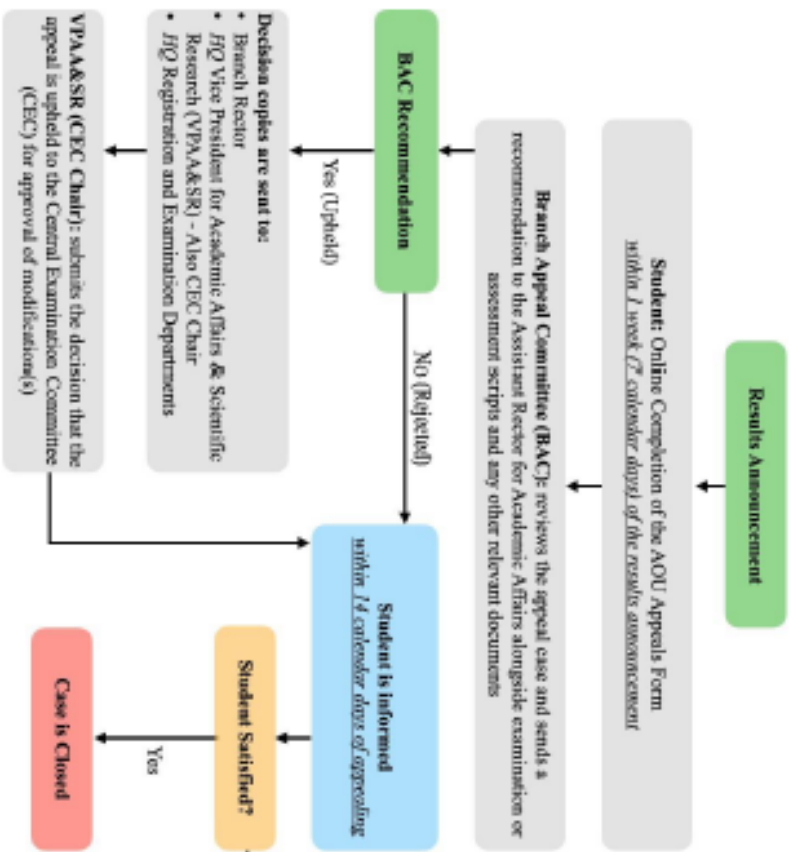 Results Announcement
Student: Online Completion of the AOU Appeals Form
within 1 week (7 calendar days) of the results announcement
Branch Appeal Committee (BAC): reviews the appeal case and sends a
recommendation to the Assistant Rector for Academic Affairs alongside examination or
assessment scripts and any other relevant documents
BAC Recommendation
Yes (Upheld)
No (Rejected)
Decision copies are sent to:
• Branch Rector
• HQ Vice President for Academic Affairs & Scientific
Research (VPAA&SR) - Also CEC Chair
• HQ Registration and Examination Departments
VPAA&SR (CEC Chair): submits the decision that the
appeal is upheld to the Central Examination Committee
(CEC) for approval of modifications(s)
Student is informed
within 14 calendar days of appealing
Student Satisfied?
Yes
Case is Closed